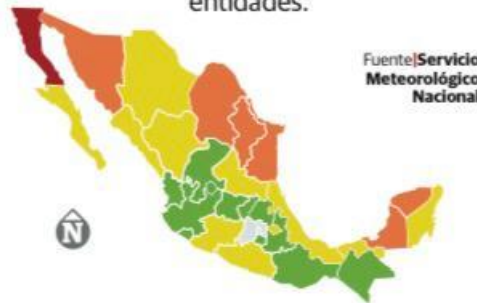 entidades.
Fuente|Servicio
Meteorológico
Nacional
N